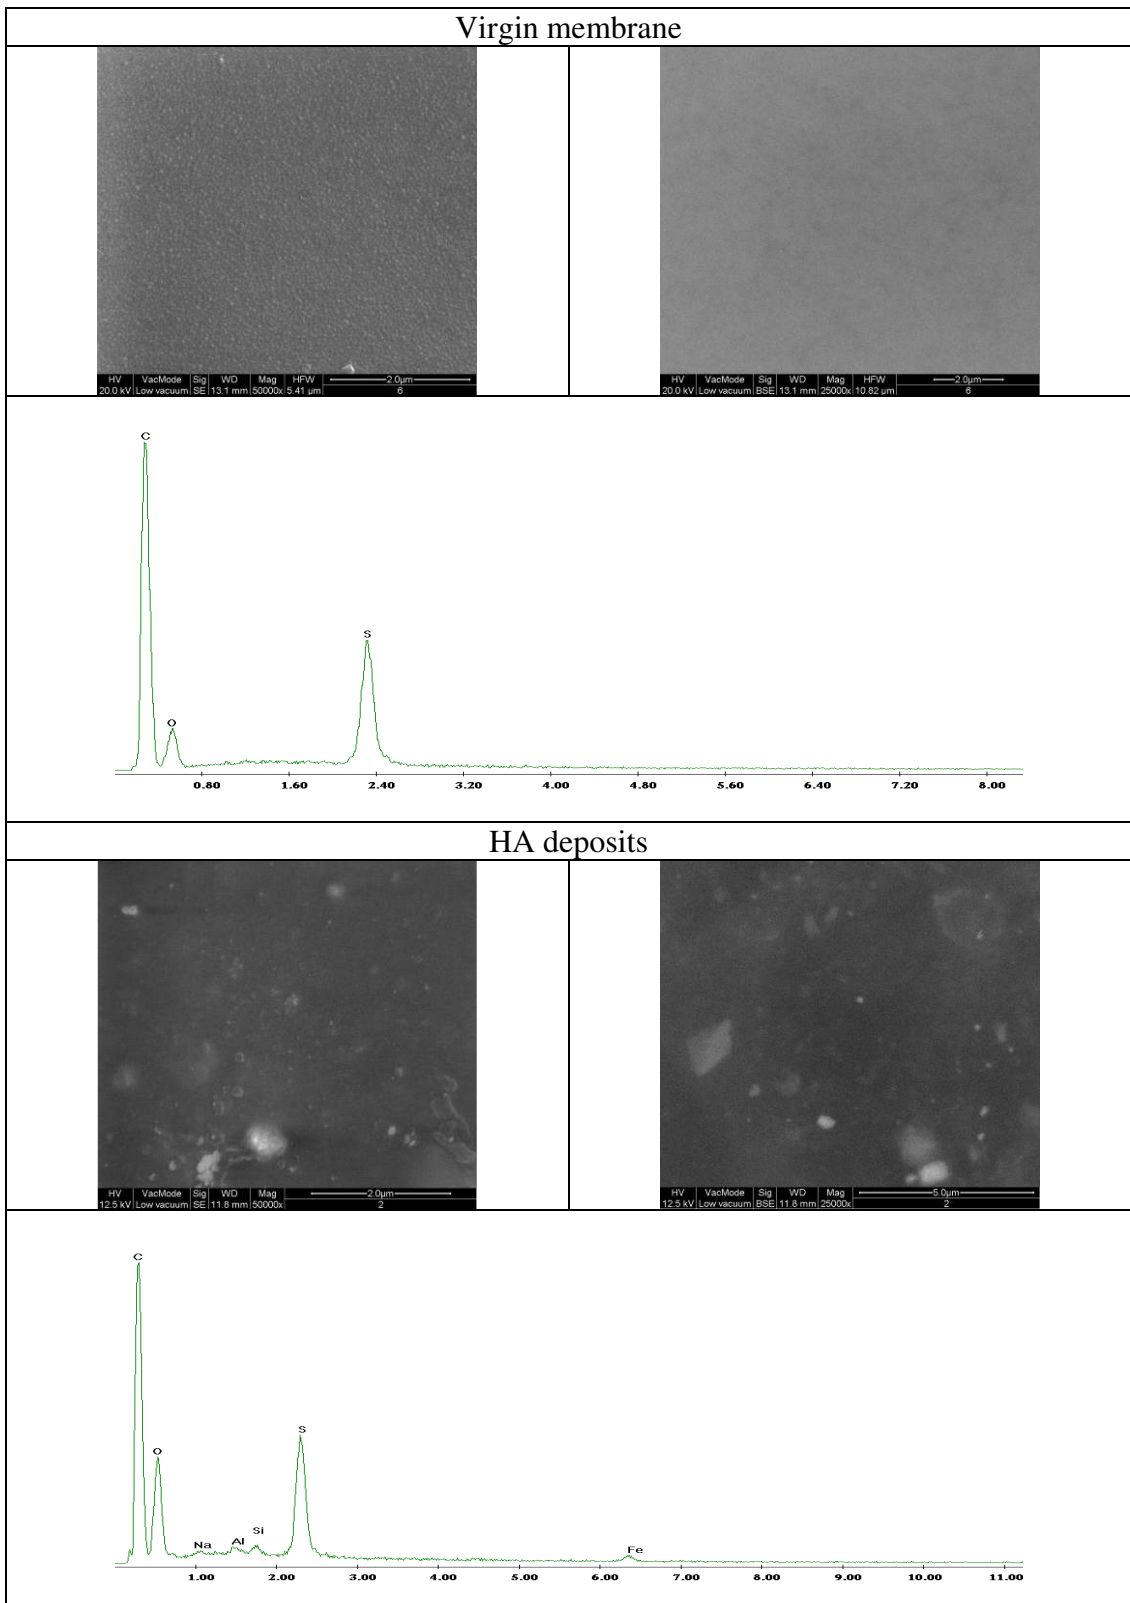 Virgin membrane
HV VacMode Sig WD Mag HFW 2.0µm
20.0 kV Low vacuum SE 13.1 mm 50000x 5.41 µm 6
HV VacMode Sig WD Mag HFW 2.0µm
20.0 kV Low vacuum BSE 13.1 mm 25000x 10.82 µm 6
C
S
O
0.80 1.60 2.40 3.20 4.00 4.80 5.60 6.40 7.20 8.00
HA deposits
HV VacMode Sig WD Mag 2.0µm
12.5 kV Low vacuum SE 11.8 mm 50000x 2
HV VacMode Sig WD Mag 5.0µm
12.5 kV Low vacuum BSE 11.8 mm 25000x 2
C
S
O
Na Al Si Fe
1.00 2.00 3.00 4.00 5.00 6.00 7.00 8.00 9.00 10.00 11.00